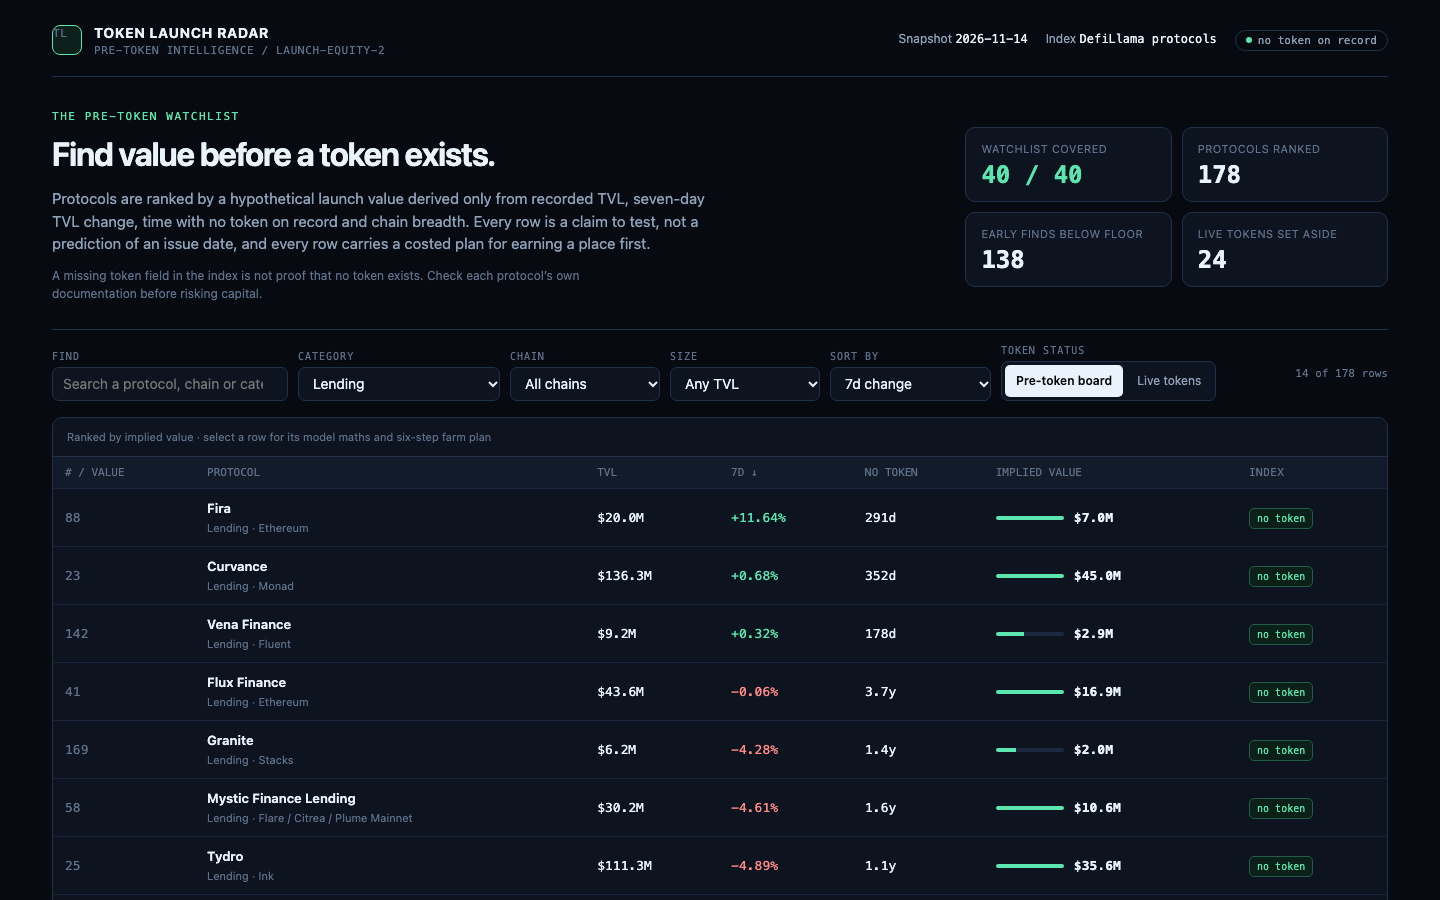 TL
TOKEN LAUNCH RADAR
PRE-TOKEN INTELLIGENCE / LAUNCH-EQUITY-2
Snapshot 2026-11-14 Index DefiLlama protocols no token on record
THE PRE-TOKEN WATCHLIST
Find value before a token exists.
Protocols are ranked by a hypothetical launch value derived only from recorded TVL, seven-day
TVL change, time with no token on record and chain breadth. Every row is a claim to test, not a
prediction of an issue date, and every row carries a costed plan for earning a place first.
A missing token field in the index is not proof that no token exists. Check each protocol's own
documentation before risking capital.
WATCHLIST COVERED
40 / 40
PROTOCOLS RANKED
178
EARLY FINDS BELOW FLOOR
138
LIVE TOKENS SET ASIDE
24
FIND CATEGORY CHAIN SIZE SORT BY TOKEN STATUS
Search a protocol, chain or cate Lending All chains Any TVL 7d change Pre-token board Live tokens 14 of 178 rows
Ranked by implied value · select a row for its model maths and six-step farm plan
# / VALUE PROTOCOL TVL 7D ↓ NO TOKEN IMPLIED VALUE INDEX
88 Fira $20.0M +11.64% 291d $7.0M no token
Lending · Ethereum
23 Curvance $136.3M +0.68% 352d $45.0M no token
Lending · Monad
142 Vena Finance $9.2M +0.32% 178d $2.9M no token
Lending · Fluent
41 Flux Finance $43.6M −0.06% 3.7y $16.9M no token
Lending · Ethereum
169 Granite $6.2M −4.28% 1.4y $2.0M no token
Lending · Stacks
58 Mystic Finance Lending $30.2M −4.61% 1.6y $10.6M no token
Lending · Flare / Citrea / Plume Mainnet
25 Tydro $111.3M −4.89% 1.1y $35.6M no token
Lending · Ink